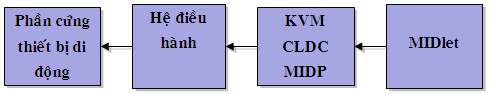 Phần cứng
thiết bị di
động
Hệ điều
hành
KVM
CLDC
MIDP
MIDlet